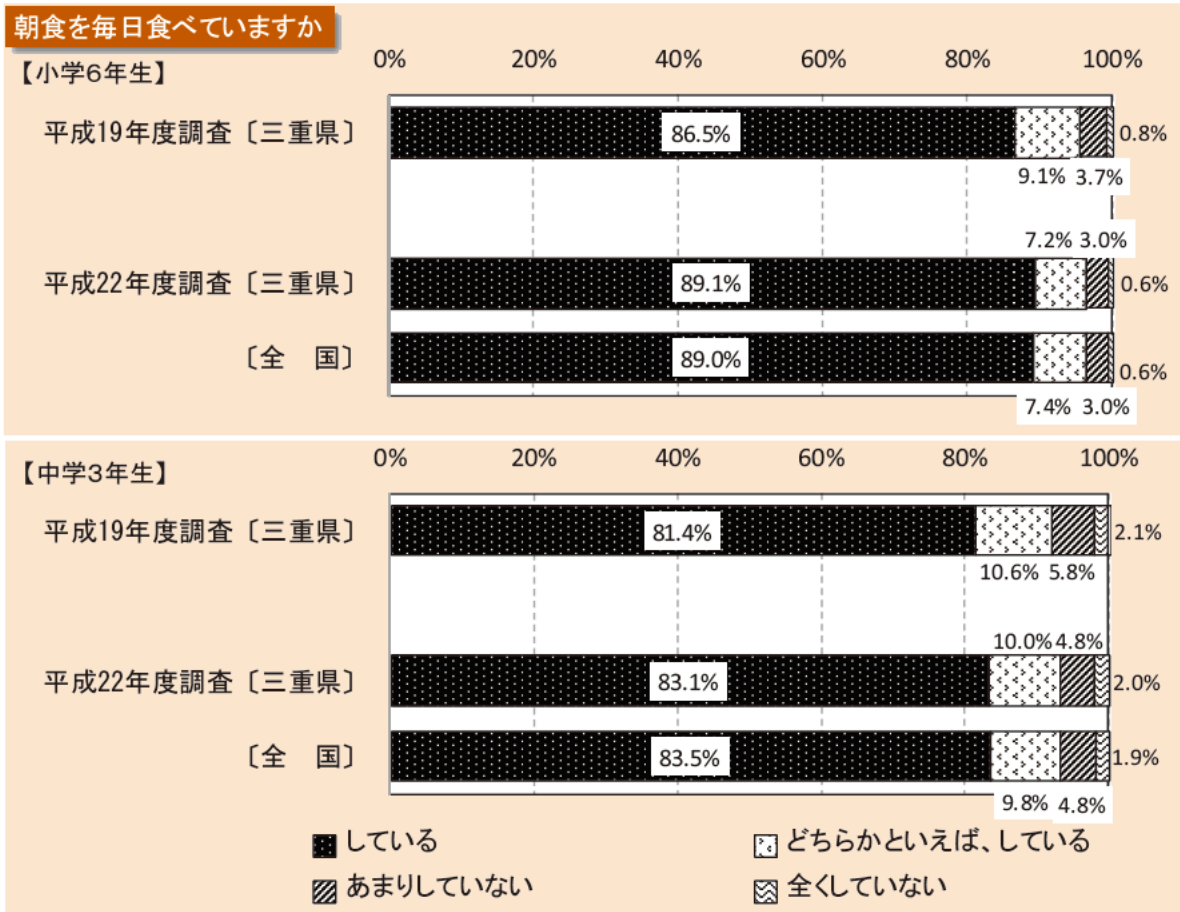 朝食を毎日食べていますか
【小学6年生】
0% 20% 40% 60% 80% 100%
平成19年度調査〔三重県〕 86.5% 0.8%
9.1% 3.7%
7.2% 3.0%
平成22年度調査〔三重県〕 89.1% 0.6%
〔全　国〕 89.0% 0.6%
7.4% 3.0%
【中学3年生】
0% 20% 40% 60% 80% 100%
平成19年度調査〔三重県〕 81.4% 2.1%
10.6% 5.8%
10.0% 4.8%
平成22年度調査〔三重県〕 83.1% 2.0%
〔全　国〕 83.5% 1.9%
9.8% 4.8%
している どちらかといえば、している
あまりしていない 全くしていない